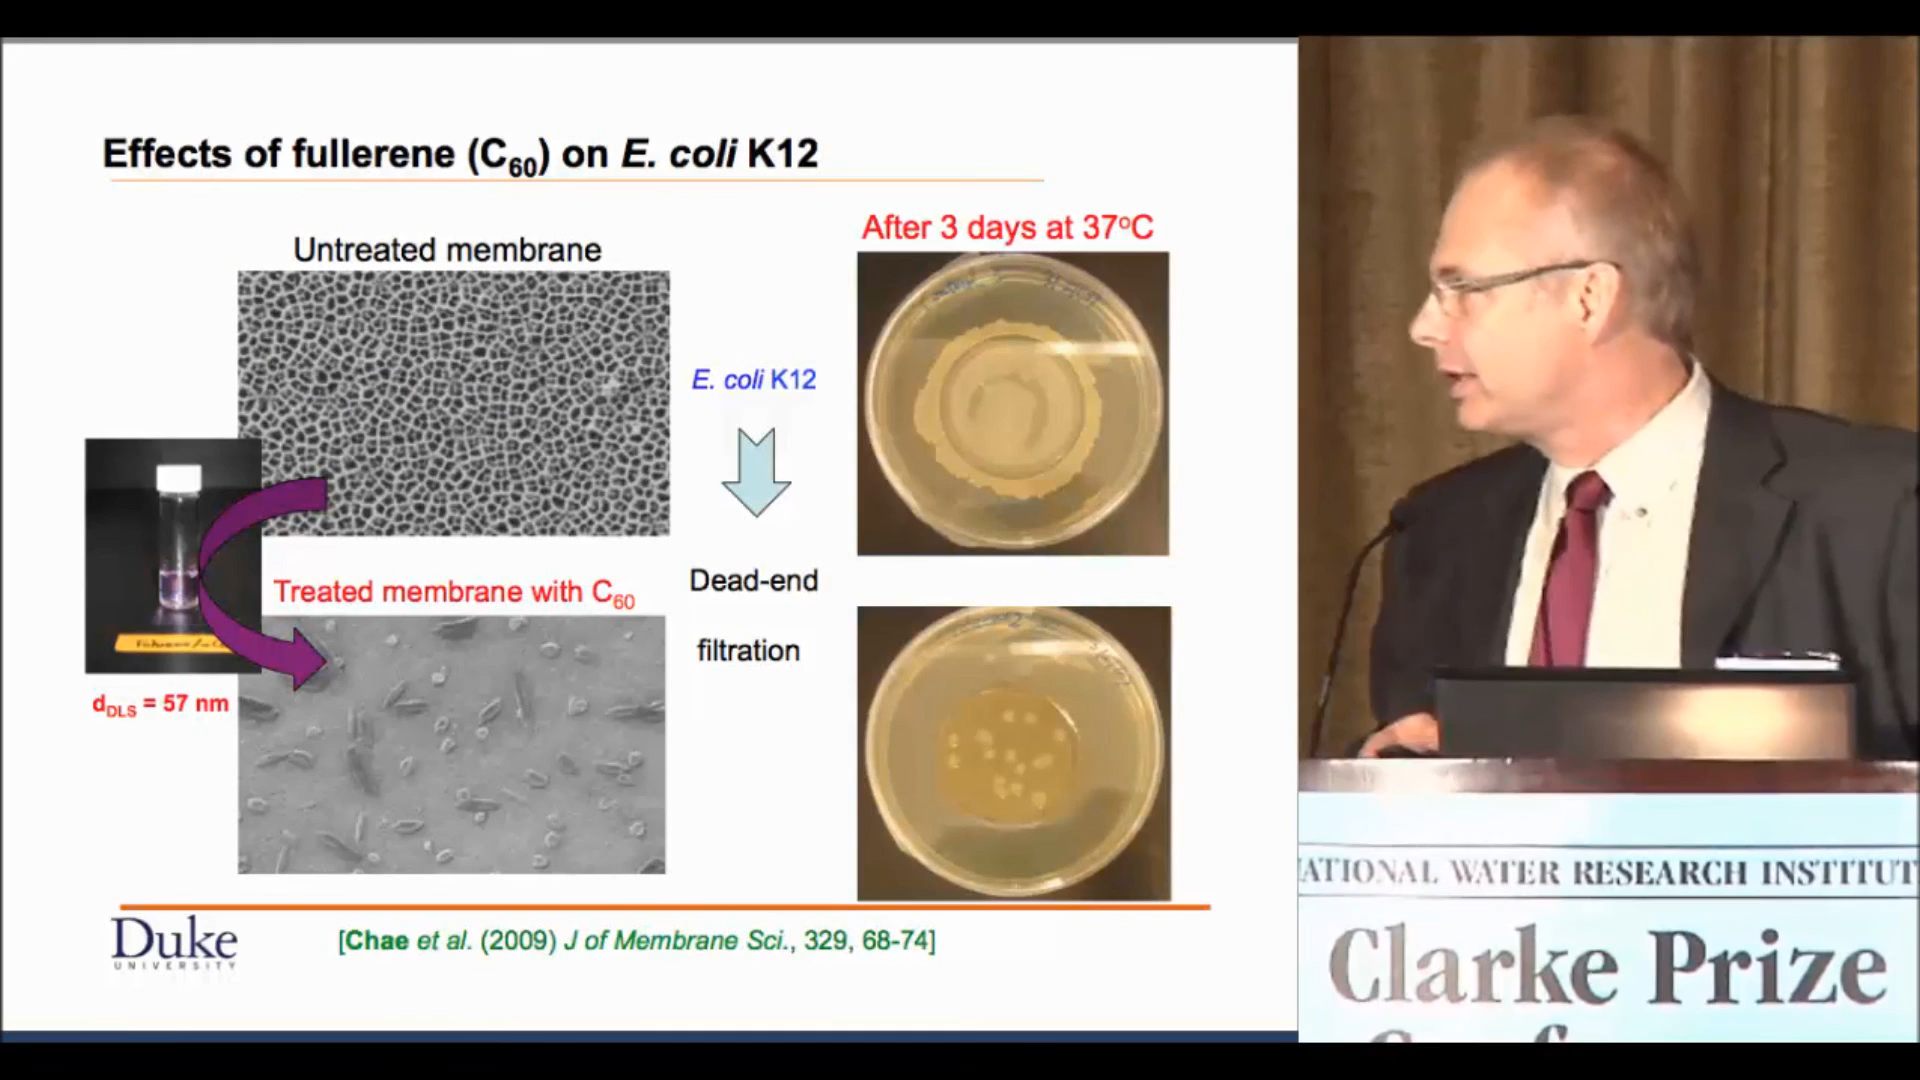 Effects of fullerene (C60) on E. coli K12
Untreated membrane
After 3 days at 37oC
E. coli K12
Dead-end
filtration
Treated membrane with C60
dDLS = 57 nm
Duke
UNIVERSITY
[Chae et al. (2009) J of Membrane Sci., 329, 68-74]
ATIONAL WATER RESEARCH INSTITUT
Clarke Prize